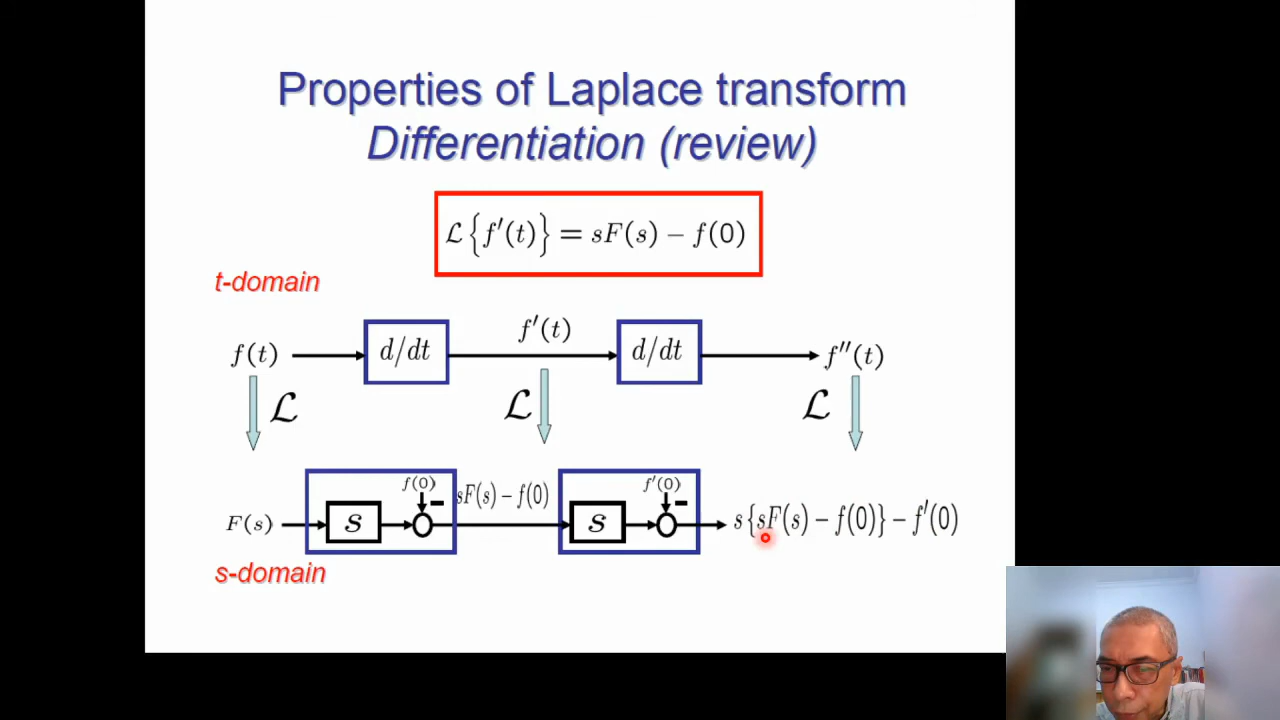 Properties of Laplace transform
Differentiation (review)
ℒ{f′(t)} = sF(s) − f(0)
t-domain
f(t)
d/dt
f′(t)
d/dt
f′′(t)
ℒ
ℒ
ℒ
F(s)
s
f(0)
−
sF(s) − f(0)
s
f′(0)
−
s{sF(s) − f(0)} − f′(0)
s-domain